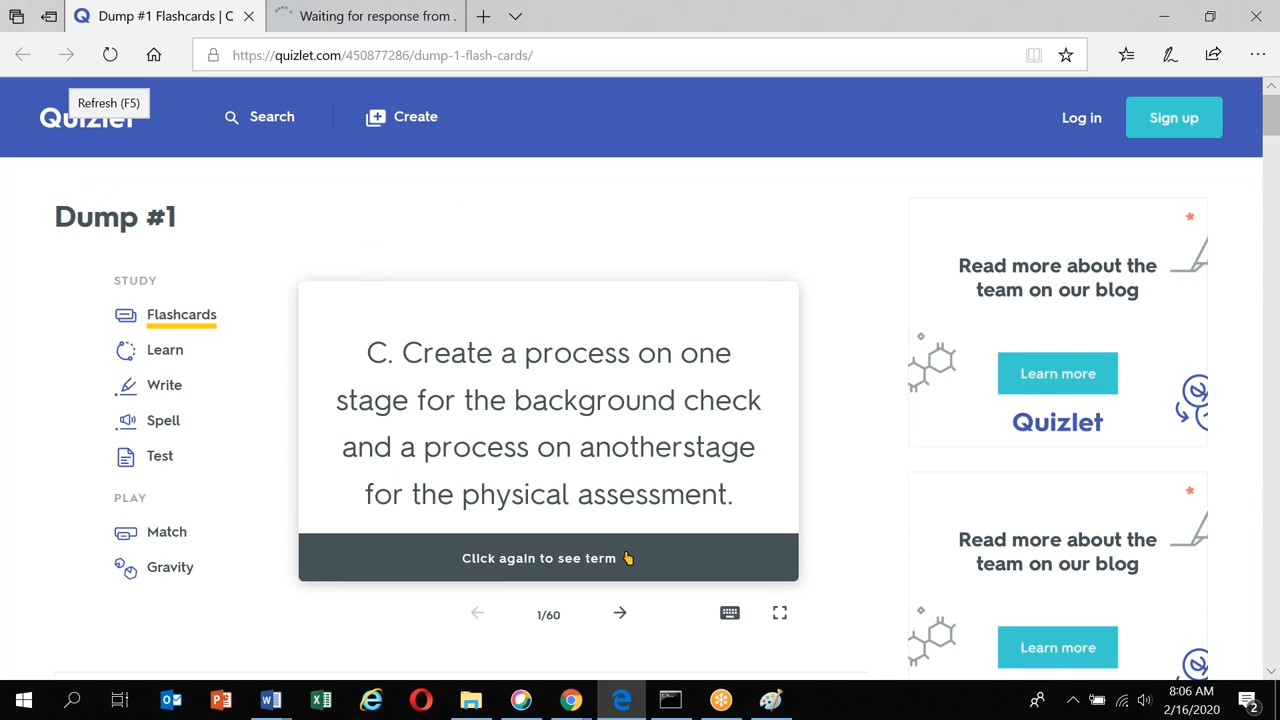 Dump #1 Flashcards | C
Waiting for response from .
https://quizlet.com/450877286/dump-1-flash-cards/
Refresh (F5)
Quizlet
Search
Create
Log in
Sign up
Dump #1
STUDY
Flashcards
Learn
Write
Spell
Test
PLAY
Match
Gravity
C. Create a process on one
stage for the background check
and a process on anotherstage
for the physical assessment.
Click again to see term
1/60
Read more about the
team on our blog
Learn more
Quizlet
Read more about the
team on our blog
Learn more
8:06 AM
2/16/2020
2